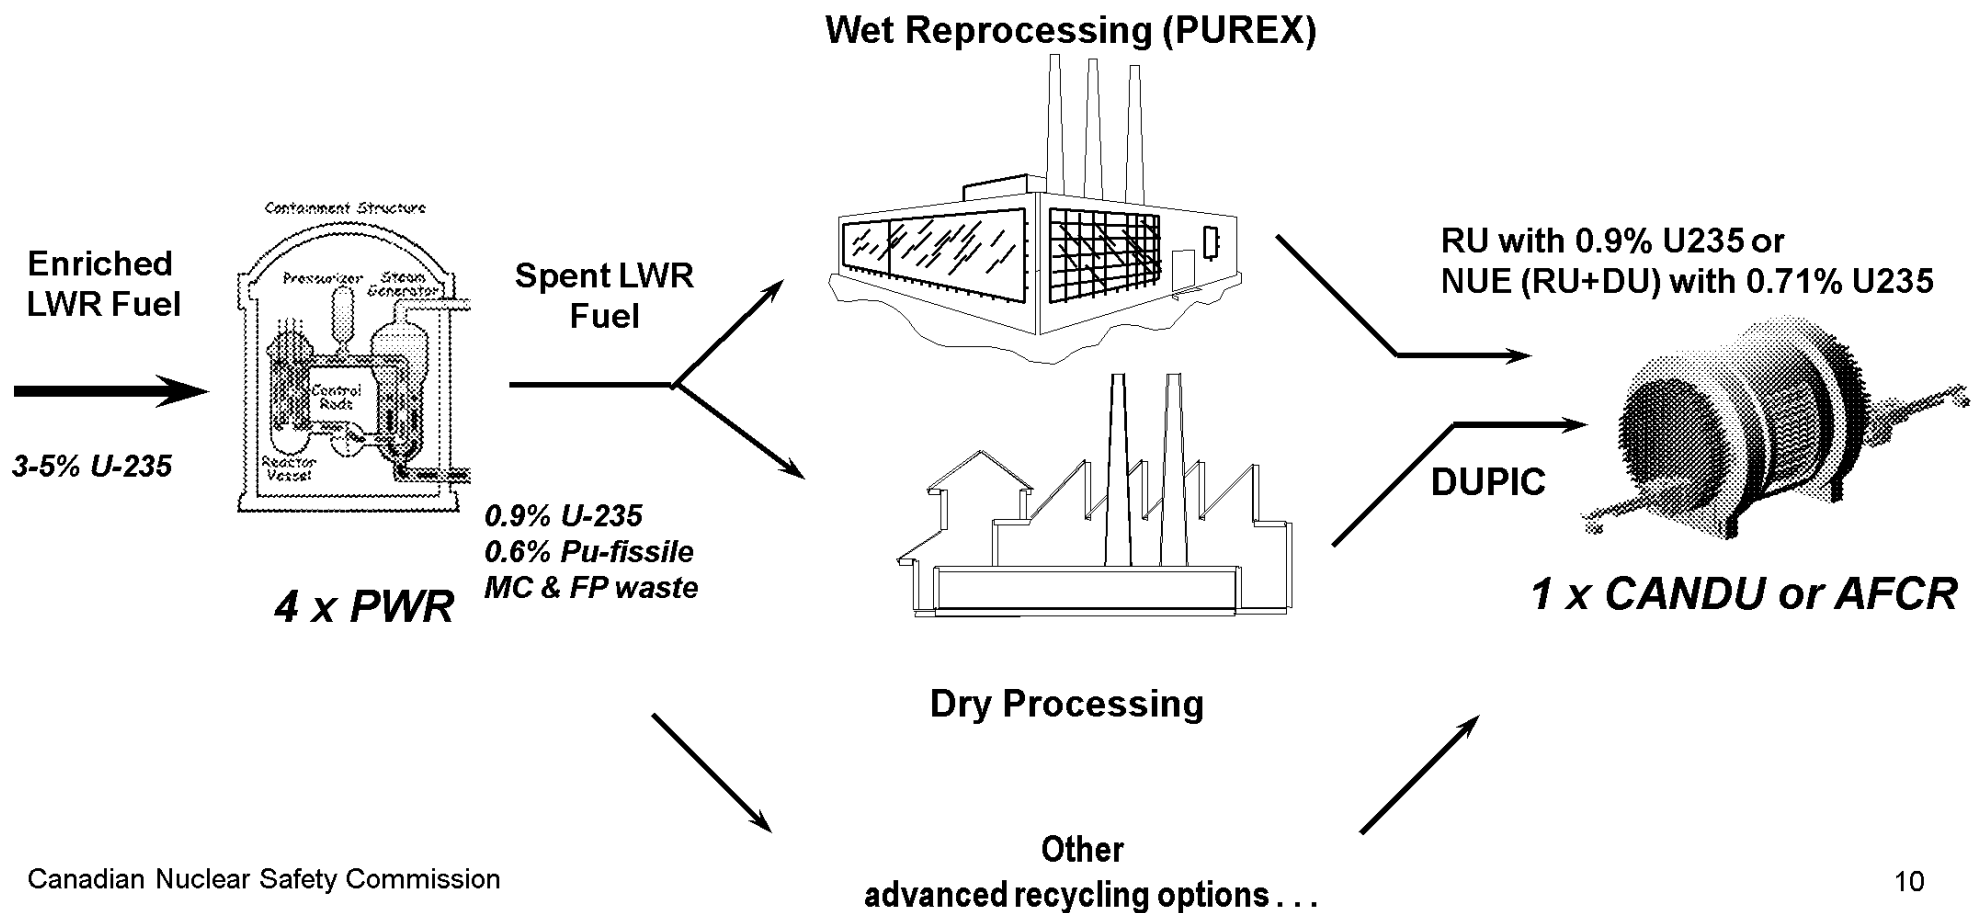 Wet Reprocessing (PUREX)
Containment Structure
Enriched
LWR Fuel
Pressurizer
Steam
Generator
Control
Rods
Reactor
Vessel
3-5% U-235
4 x PWR
Spent LWR
Fuel
0.9% U-235
0.6% Pu-fissile
MC & FP waste
RU with 0.9% U235 or
NUE (RU+DU) with 0.71% U235
DUPIC
1 x CANDU or AFCR
Dry Processing
Other
advanced recycling options . . .
Canadian Nuclear Safety Commission
10